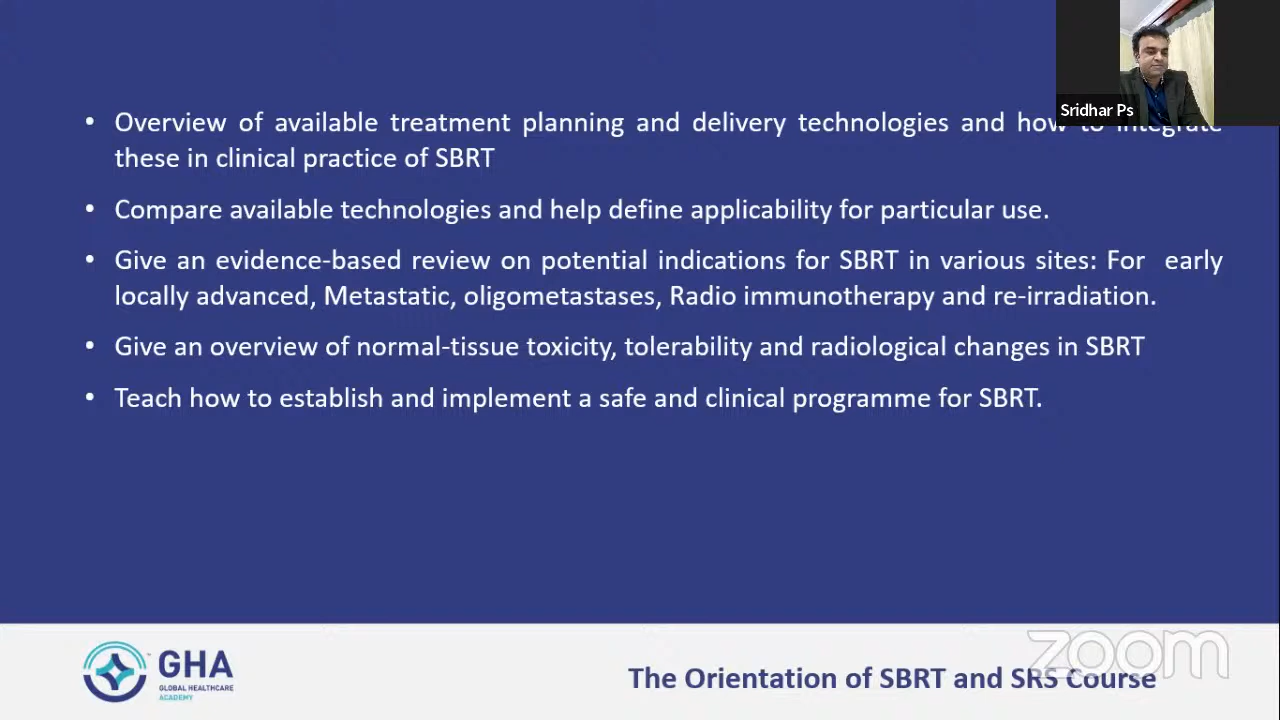 Sridhar Ps
• Overview of available treatment planning and delivery technologies and how to integrate
these in clinical practice of SBRT
• Compare available technologies and help define applicability for particular use.
• Give an evidence-based review on potential indications for SBRT in various sites: For early
locally advanced, Metastatic, oligometastases, Radio immunotherapy and re-irradiation.
• Give an overview of normal-tissue toxicity, tolerability and radiological changes in SBRT
• Teach how to establish and implement a safe and clinical programme for SBRT.
GHA
GLOBAL HEALTHCARE
ACADEMY
The Orientation of SBRT and SRS Course
zoom